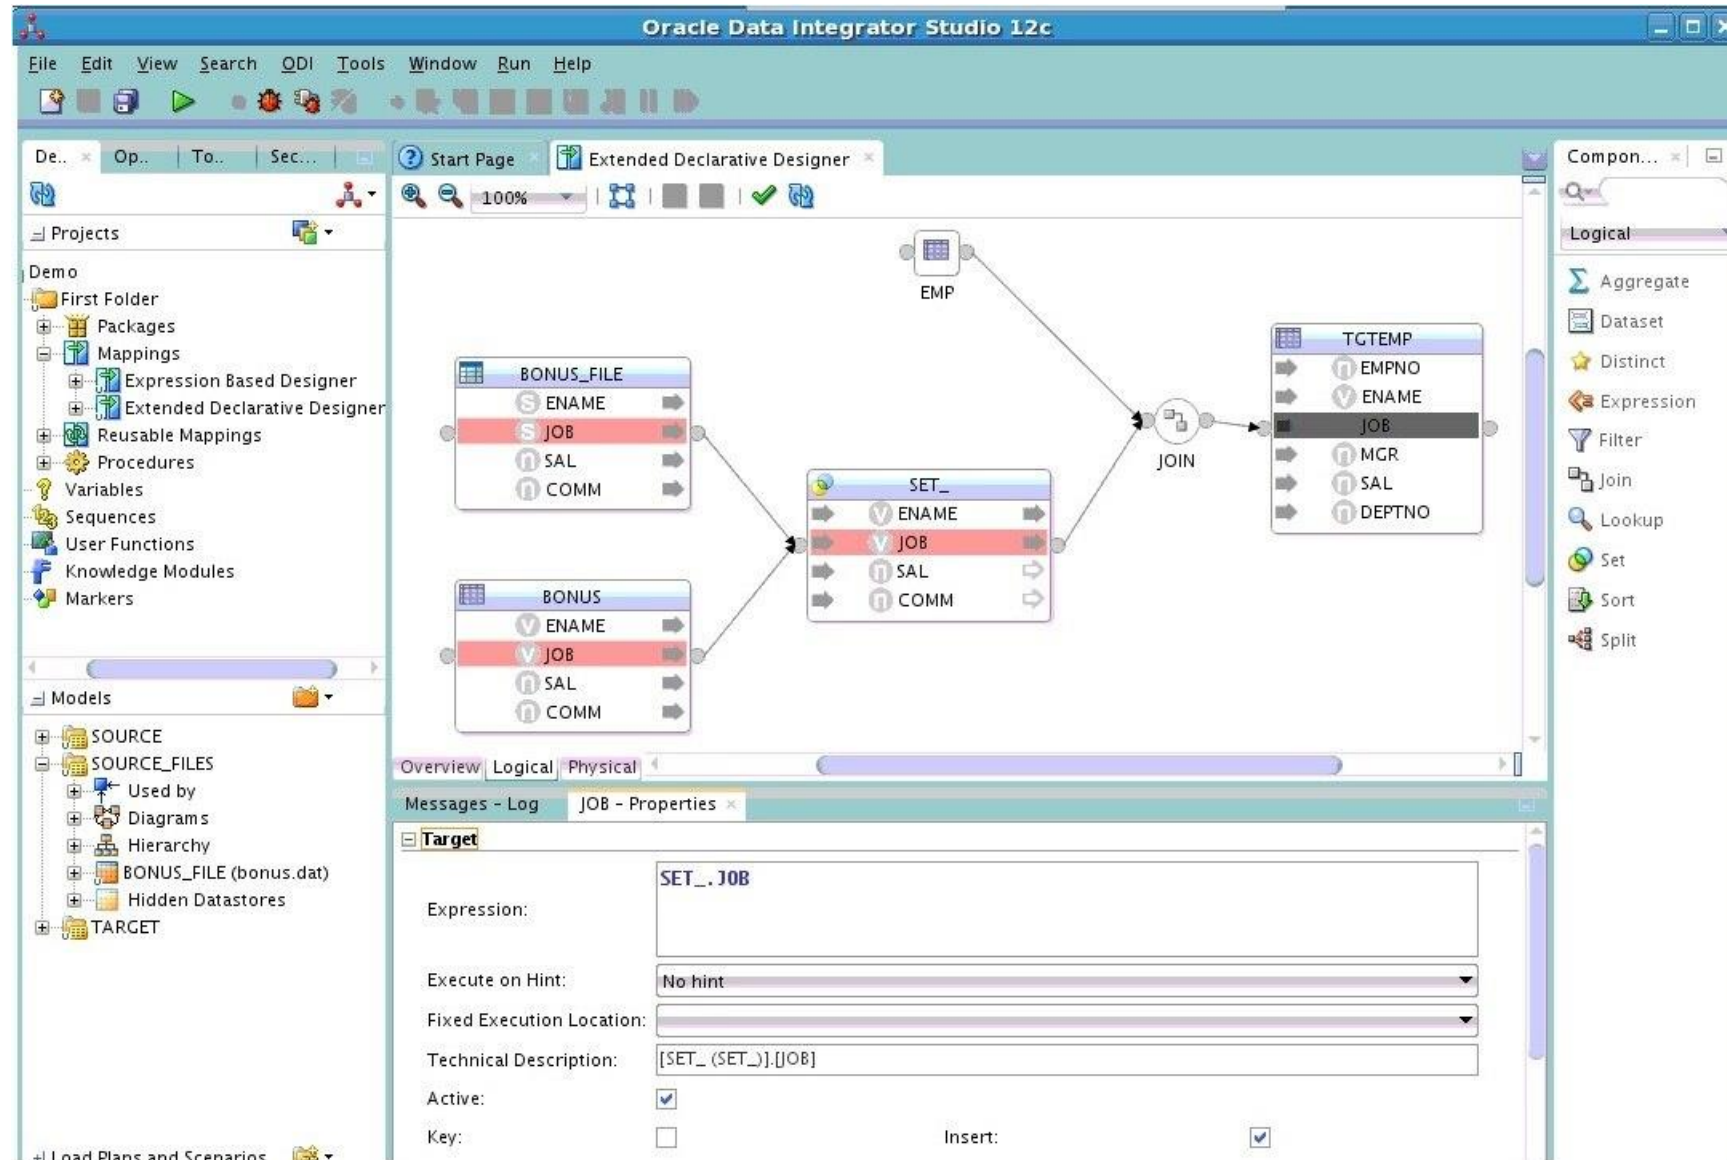 Oracle Data Integrator Studio 12c
File Edit View Search ODI Tools Window Run Help
De.. Op.. To.. Sec...
Start Page
Extended Declarative Designer
Compon...
100%
Projects
Logical
Demo
First Folder
Packages
Mappings
Expression Based Designer
Extended Declarative Designer
Reusable Mappings
Procedures
Variables
Sequences
User Functions
Knowledge Modules
Markers
Models
SOURCE
SOURCE_FILES
Used by
Diagrams
Hierarchy
BONUS_FILE (bonus.dat)
Hidden Datastores
TARGET
Load Plans and Scenarios
EMP
BONUS_FILE
S ENAME
S JOB
n SAL
n COMM
BONUS
V ENAME
V JOB
n SAL
n COMM
SET_
V ENAME
V JOB
n SAL
n COMM
JOIN
TGTEMP
n EMPNO
V ENAME
JOB
n MGR
n SAL
n DEPTNO
Aggregate
Dataset
Distinct
Expression
Filter
Join
Lookup
Set
Sort
Split
Overview Logical Physical
Messages - Log
JOB - Properties
Target
Expression:
SET_.JOB
Execute on Hint:
No hint
Fixed Execution Location:
Technical Description:
[SET_ (SET_)].[JOB]
Active:
Key:
Insert: